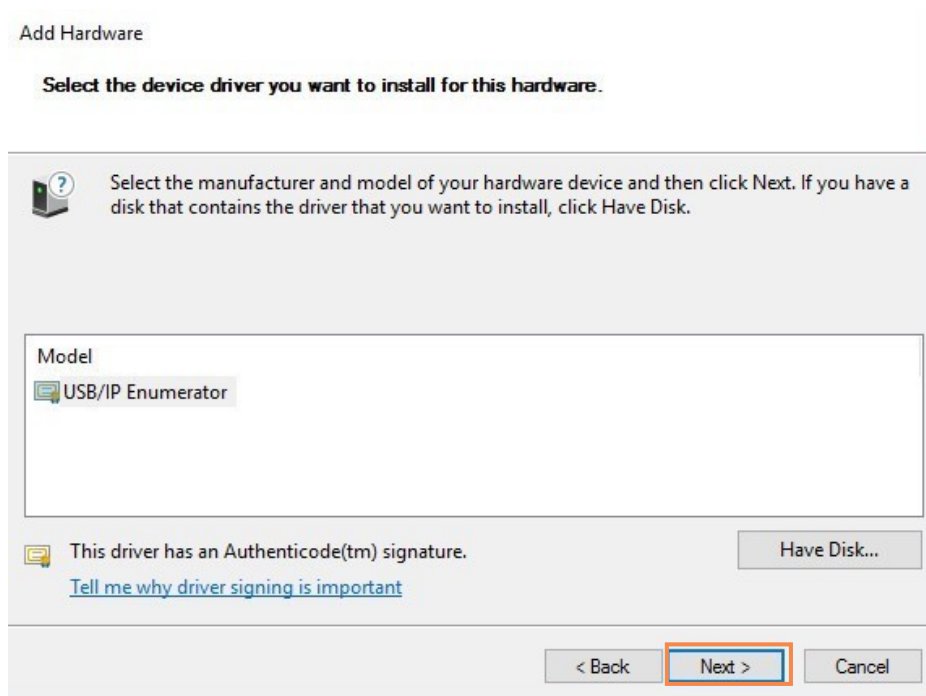 Add Hardware
Select the device driver you want to install for this hardware.
?
Select the manufacturer and model of your hardware device and then click Next. If you have a
disk that contains the driver that you want to install, click Have Disk.
Model
USB/IP Enumerator
This driver has an Authenticode(tm) signature.
Have Disk...
Tell me why driver signing is important
< Back
Next >
Cancel